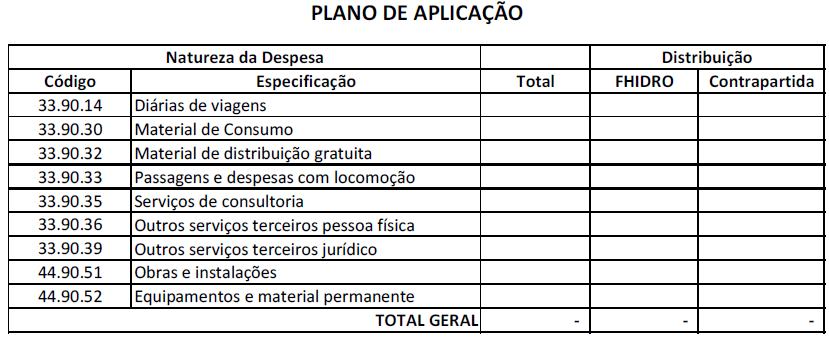 PLANO DE APLICAÇÃO
Natureza da Despesa Distribuição
Código Especificação Total FHIDRO Contrapartida
33.90.14 Diárias de viagens
33.90.30 Material de Consumo
33.90.32 Material de distribuição gratuita
33.90.33 Passagens e despesas com locomoção
33.90.35 Serviços de consultoria
33.90.36 Outros serviços terceiros pessoa física
33.90.39 Outros serviços terceiros jurídico
44.90.51 Obras e instalações
44.90.52 Equipamentos e material permanente
TOTAL GERAL - - -